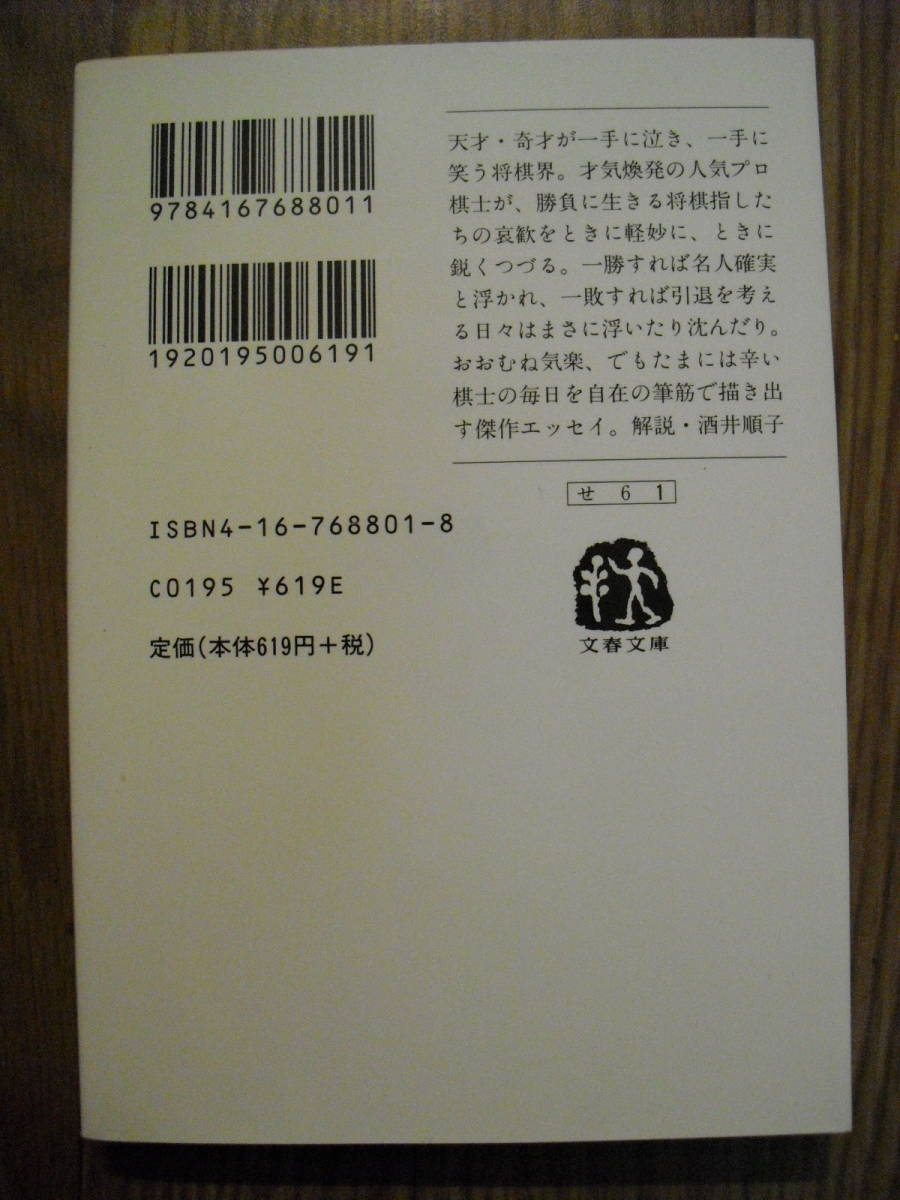 9784167688011
1920195006191
天才・奇才が一手に泣き、一手に
笑う将棋界。才気煥発の人気プロ
棋士が、勝負に生きる将棋指した
ちの哀歓をときに軽妙に、ときに
鋭くつづる。一勝すれば名人確実
と浮かれ、一敗すれば引退を考え
る日々はまさに浮いたり沈んだり。
おおむね気楽、でもたまには辛い
棋士の毎日を自在の筆筋で描き出
す傑作エッセイ。解説・酒井順子
せ 6 1
ISBN4-16-768801-8
C0195 ¥619E
定価(本体619円+税)
文春文庫